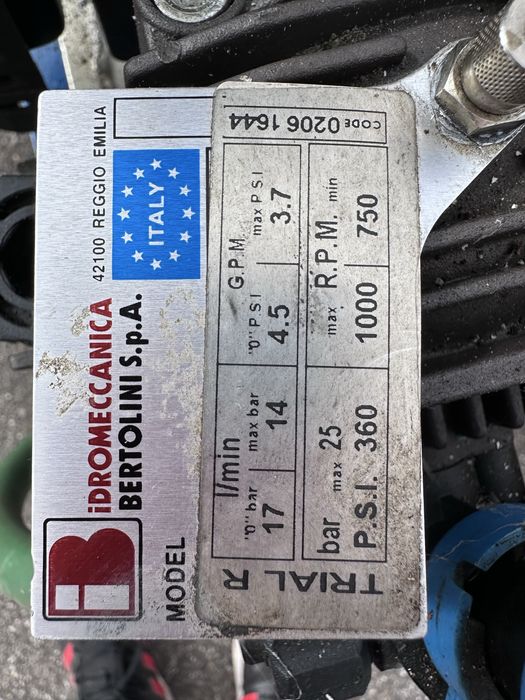 iB
iDROMECCANICA
BERTOLINI S.p.A.
42100 REGGIO EMILIA
ITALY
MODEL
TRIAL R
l/min G.P.M.
"0" bar max bar "0" P.S.I max P.S.I
17 14 4.5 3.7
bar max 25 max R.P.M. min
P.S.I. 360 1000 750
CODE 0206 1644